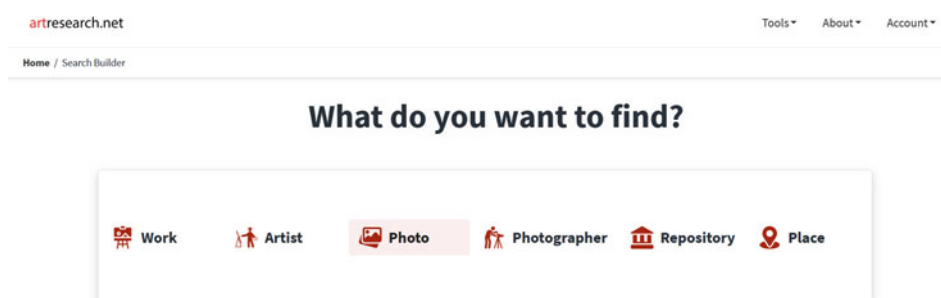 artresearch.net Tools About Account
Home / Search Builder
What do you want to find?
Work Artist Photo Photographer Repository Place